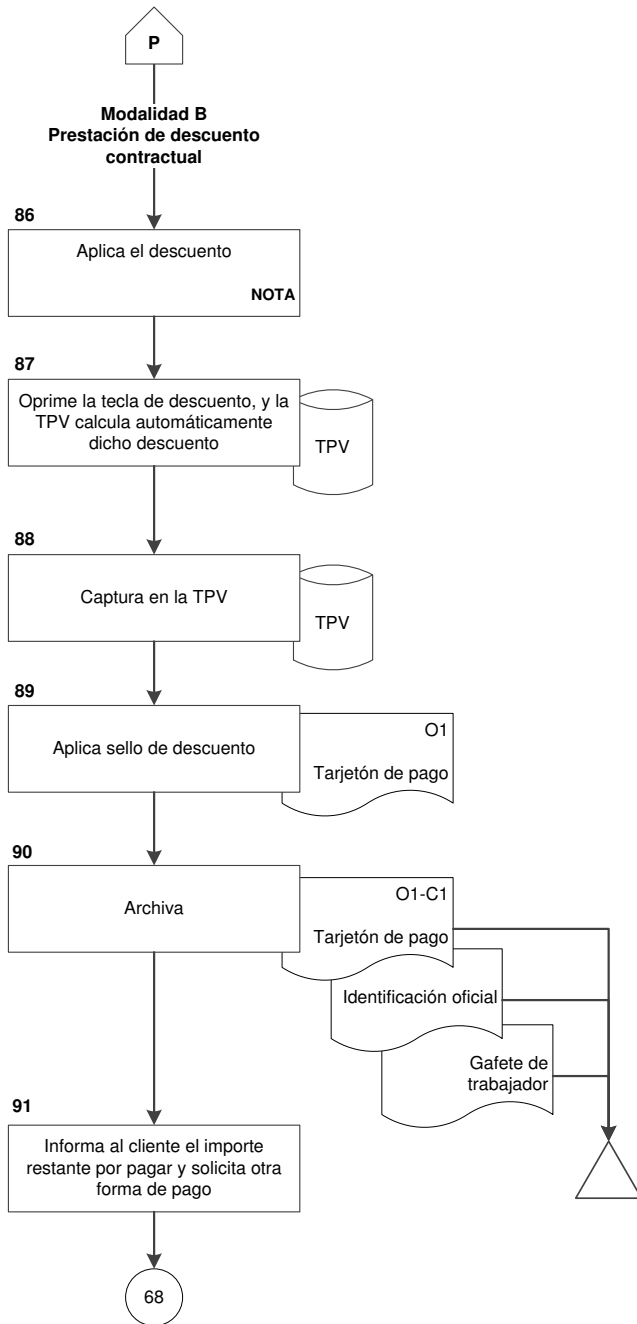 P
Modalidad B
Prestación de descuento
contractual
86
Aplica el descuento
NOTA
87
Oprime la tecla de descuento, y la
TPV calcula automáticamente
dicho descuento
TPV
88
Captura en la TPV
TPV
89
Aplica sello de descuento
O1
Tarjetón de pago
90
Archiva
O1-C1
Tarjetón de pago
Identificación oficial
Gafete de
trabajador
91
Informa al cliente el importe
restante por pagar y solicita otra
forma de pago
68